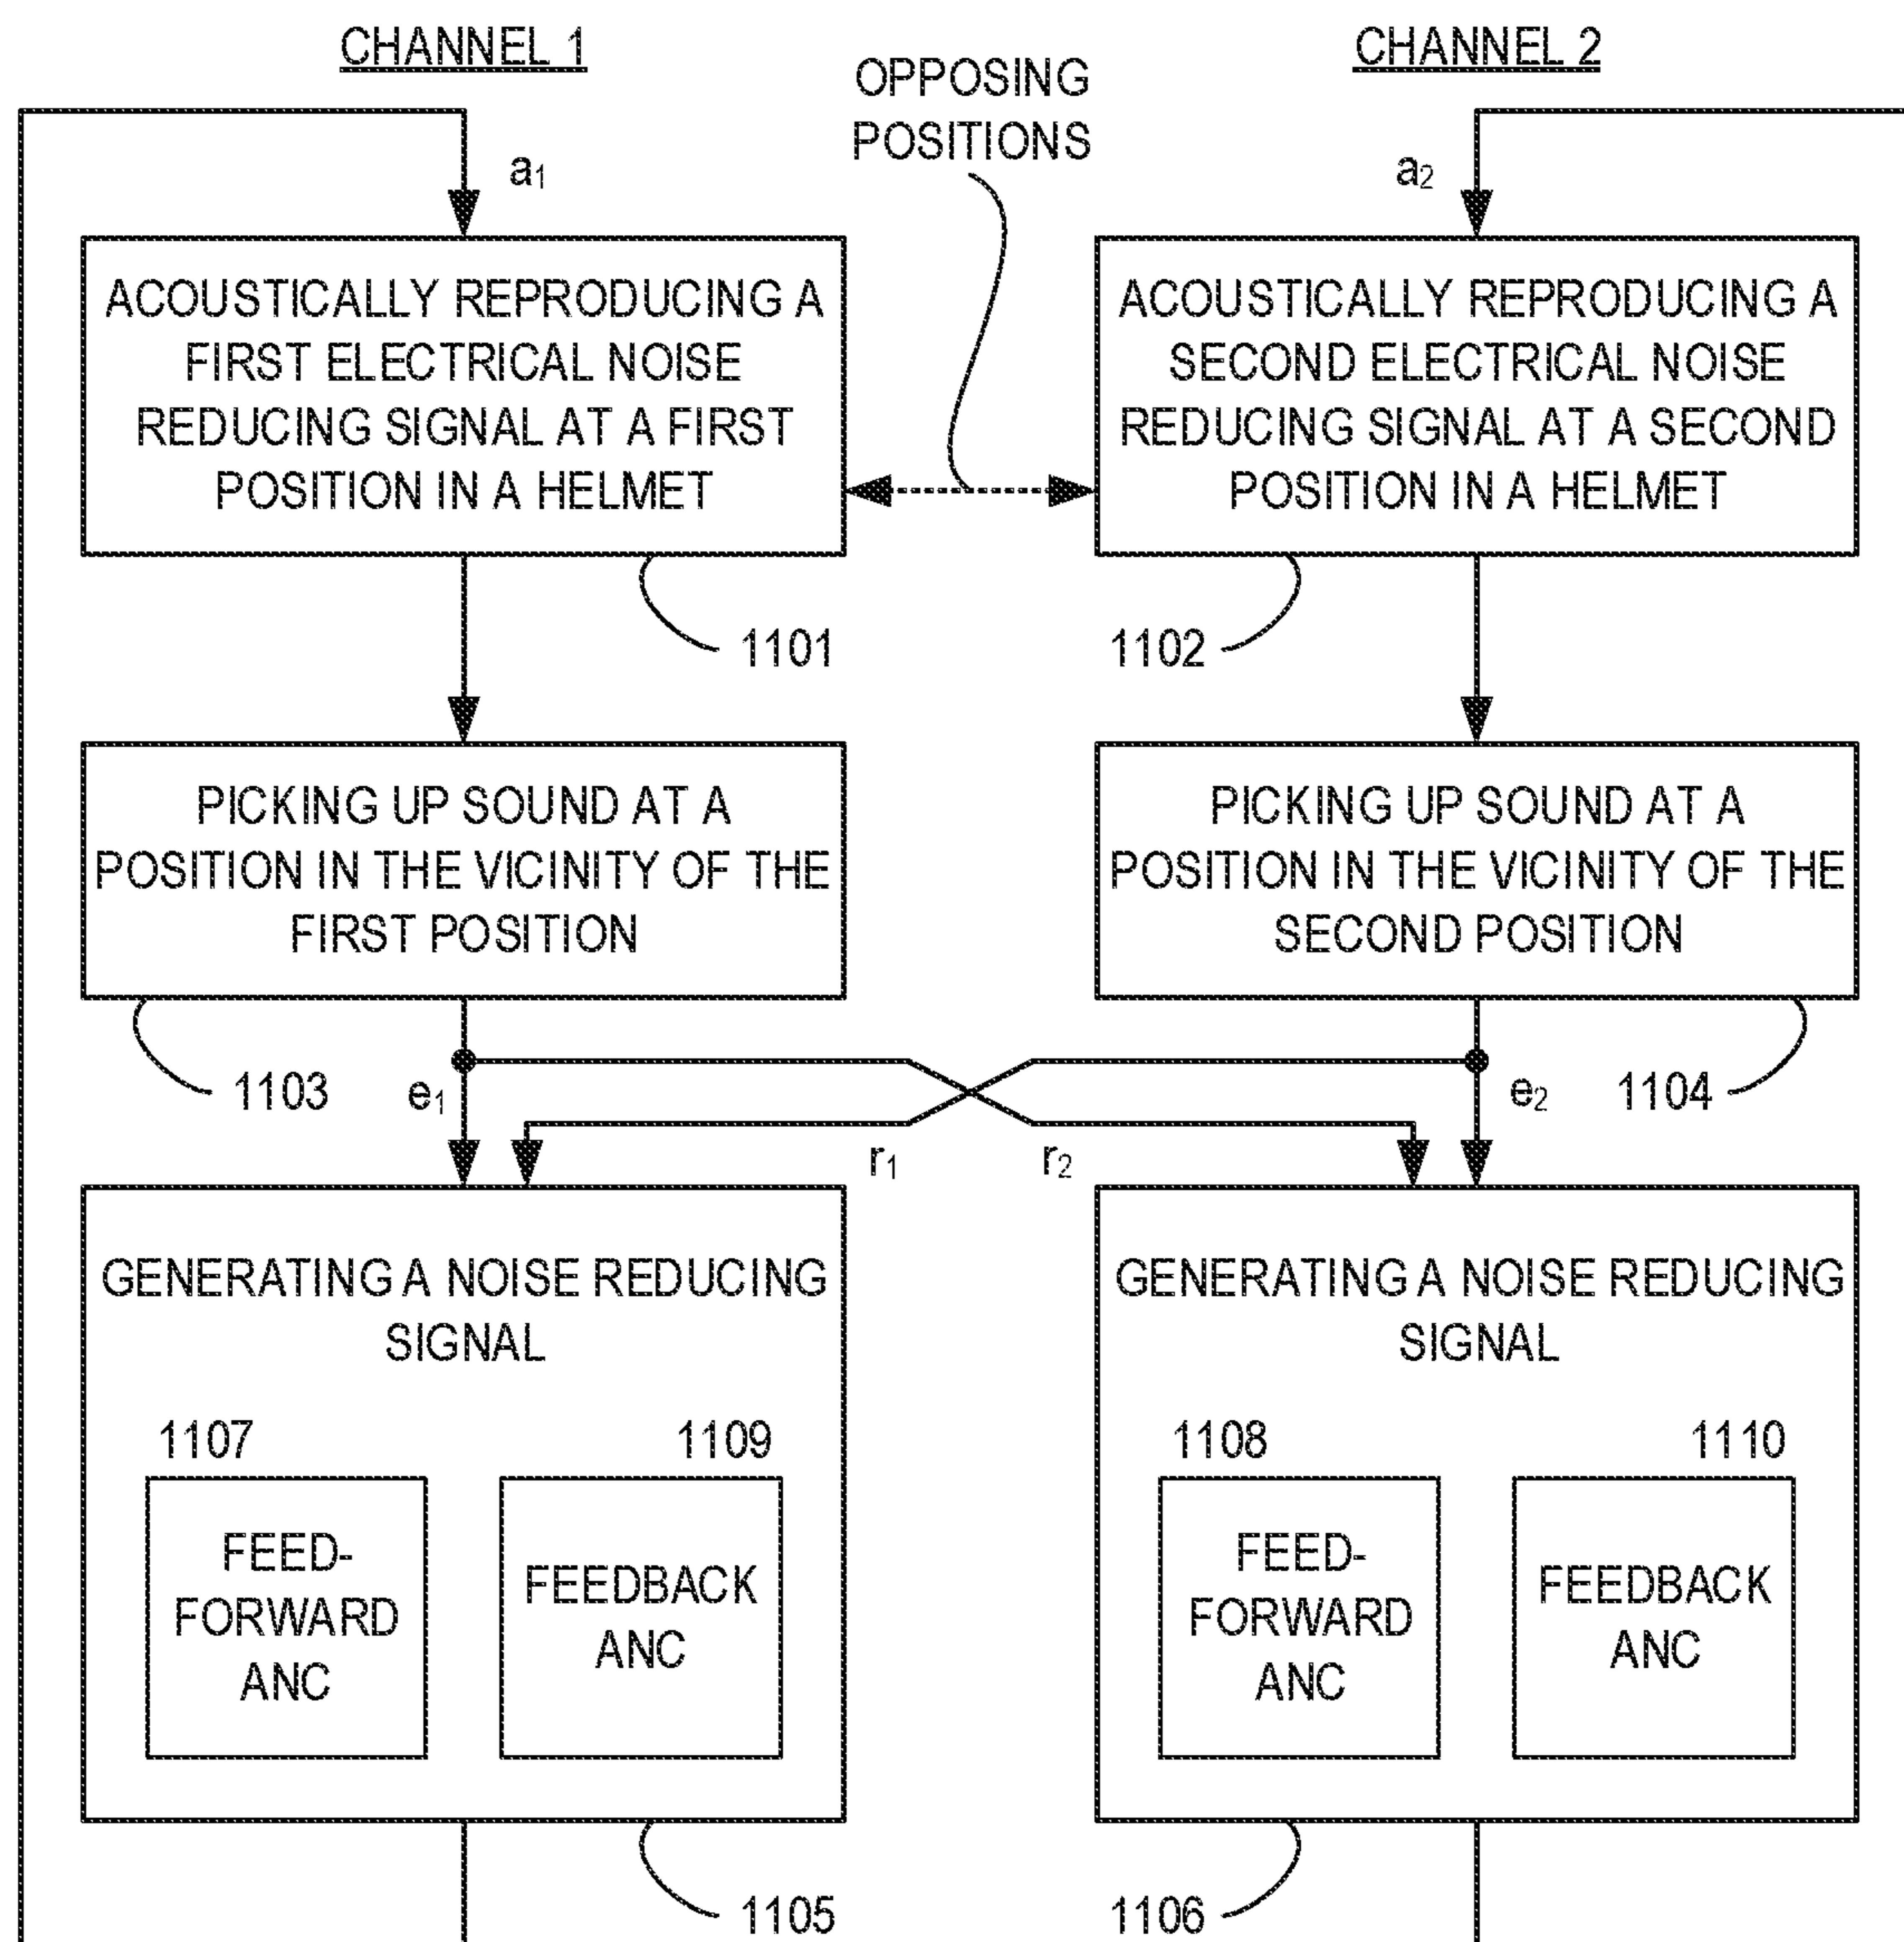 CHANNEL 1
CHANNEL 2
OPPOSING
POSITIONS
a1
a2
ACOUSTICALLY REPRODUCING A
FIRST ELECTRICAL NOISE
REDUCING SIGNAL AT A FIRST
POSITION IN A HELMET
ACOUSTICALLY REPRODUCING A
SECOND ELECTRICAL NOISE
REDUCING SIGNAL AT A SECOND
POSITION IN A HELMET
1101
1102
PICKING UP SOUND AT A
POSITION IN THE VICINITY OF THE
FIRST POSITION
PICKING UP SOUND AT A
POSITION IN THE VICINITY OF THE
SECOND POSITION
1103
e1
e2
1104
r1
r2
GENERATING A NOISE REDUCING
SIGNAL
1107
1109
FEED-
FORWARD
ANC
FEEDBACK
ANC
GENERATING A NOISE REDUCING
SIGNAL
1108
1110
FEED-
FORWARD
ANC
FEEDBACK
ANC
1105
1106